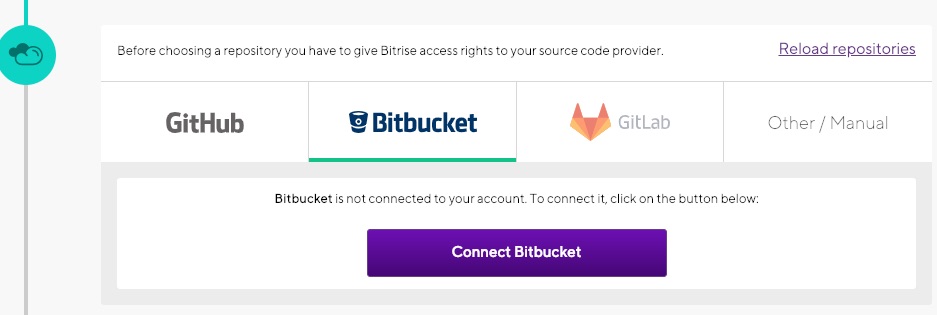 Before choosing a repository you have to give Bitrise access rights to your source code provider.
Reload repositories
GitHub
Bitbucket
GitLab
Other / Manual
Bitbucket is not connected to your account. To connect it, click on the button below:
Connect Bitbucket